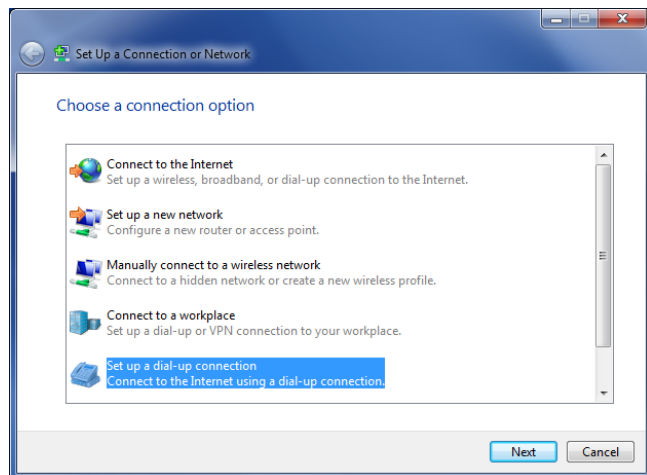 Set Up a Connection or Network
Choose a connection option
Connect to the Internet
Set up a wireless, broadband, or dial-up connection to the Internet.
Set up a new network
Configure a new router or access point.
Manually connect to a wireless network
Connect to a hidden network or create a new wireless profile.
Connect to a workplace
Set up a dial-up or VPN connection to your workplace.
Set up a dial-up connection
Connect to the Internet using a dial-up connection.
Next Cancel